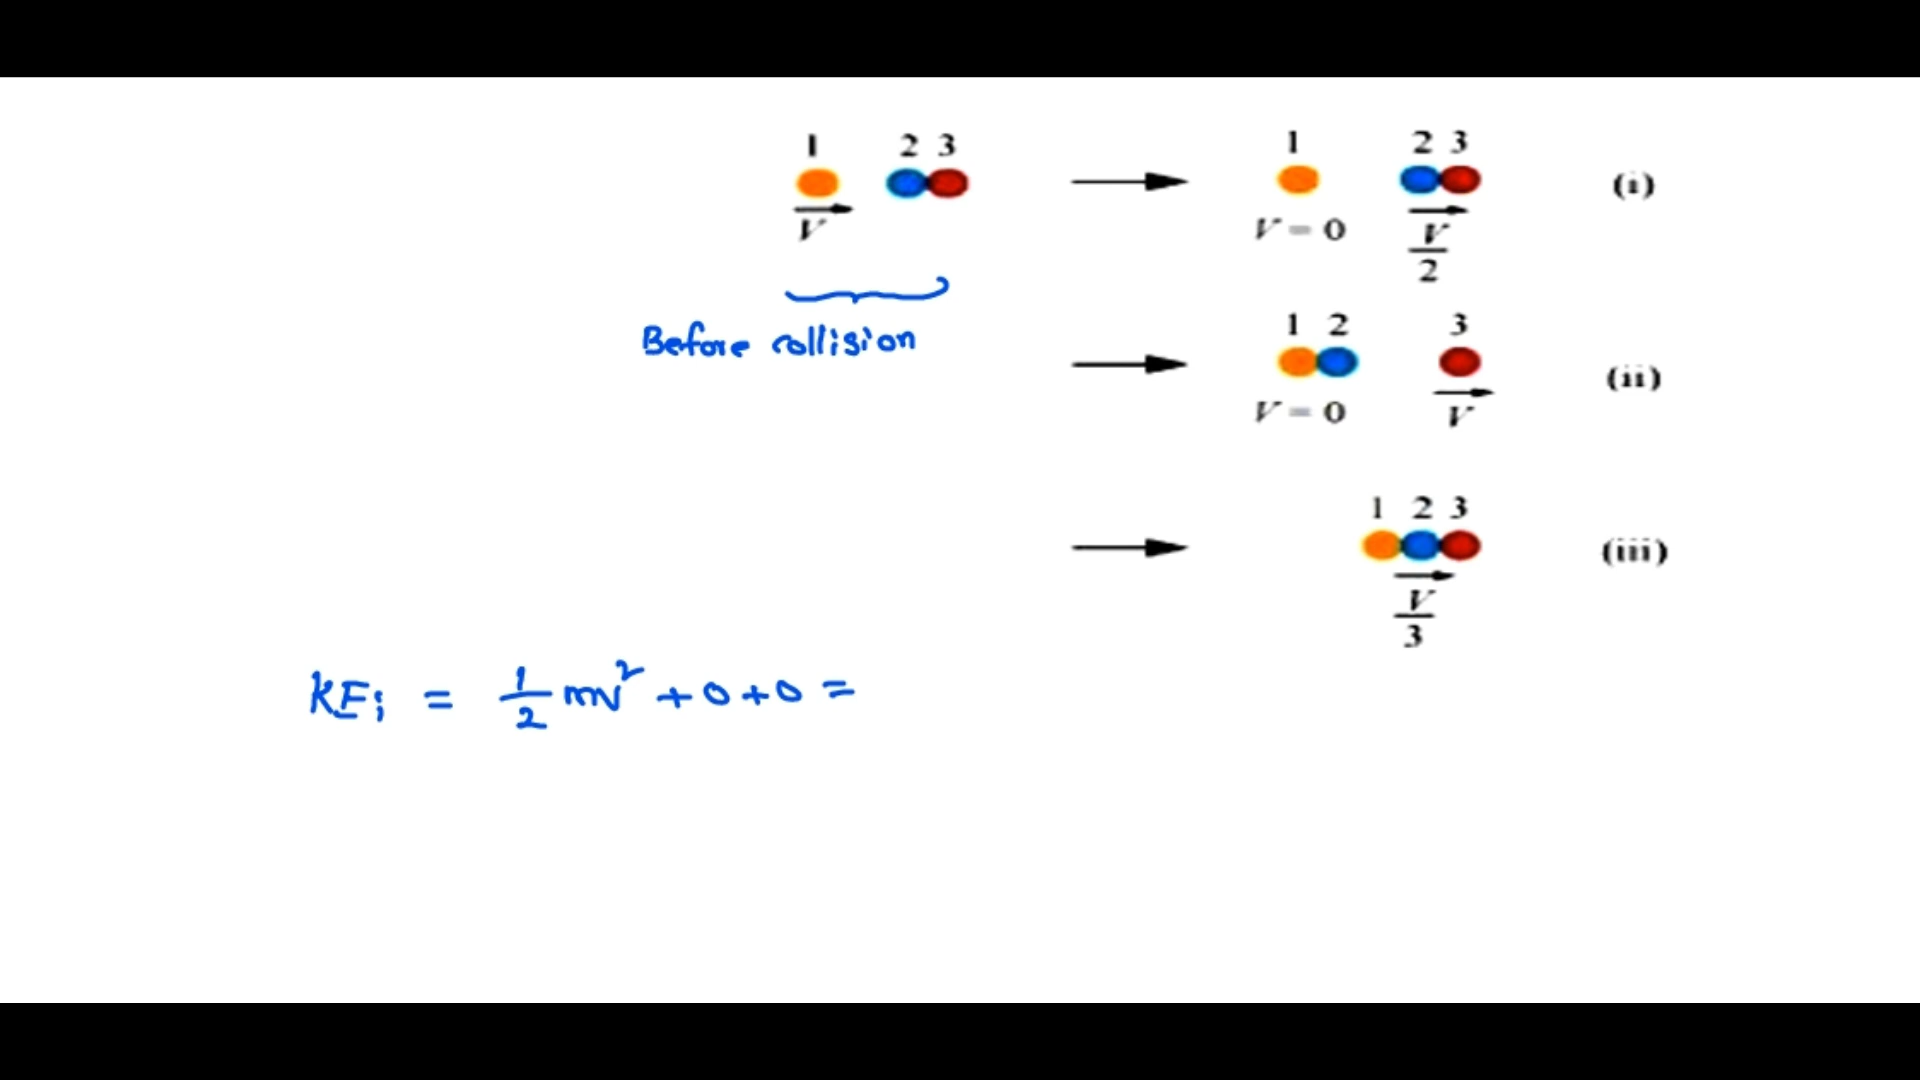 1 2 3 1 2 3 (i)
V V = 0 V/2
Before collision
1 2 3 (ii)
V = 0 V
1 2 3 (iii)
V/3
KEi = 1/2 mv² + 0 + 0 =